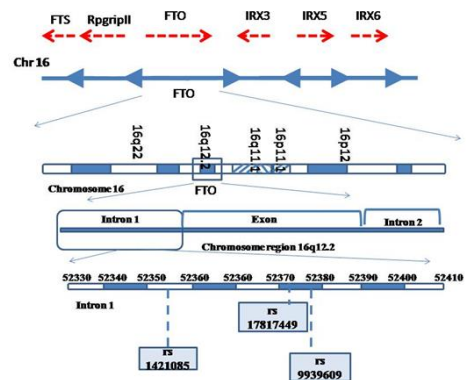 FTS RpgripII FTO IRX3 IRX5 IRX6
Chr 16
FTO
16q22 16q12.2 16q11.1 16p11.1 16p12
Chromosome 16
FTO
Intron 1 Exon Intron 2
Chromosome region 16q12.2
52330 52340 52350 52360 52360 52370 52380 52390 52400 52410
Intron 1
rs
17817449
rs
1421085
rs
9939609